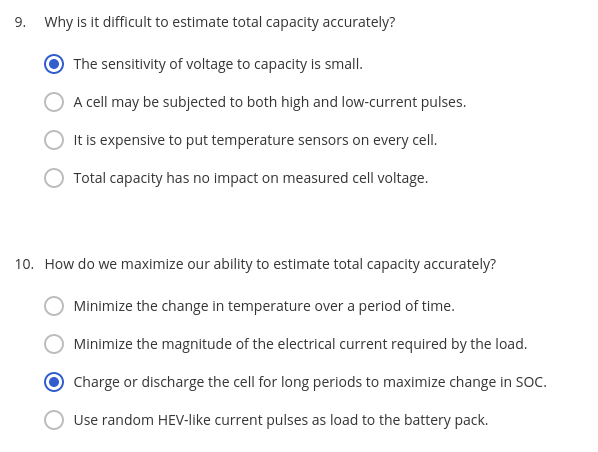 9. Why is it difficult to estimate total capacity accurately?
The sensitivity of voltage to capacity is small.
A cell may be subjected to both high and low-current pulses.
It is expensive to put temperature sensors on every cell.
Total capacity has no impact on measured cell voltage.
10. How do we maximize our ability to estimate total capacity accurately?
Minimize the change in temperature over a period of time.
Minimize the magnitude of the electrical current required by the load.
Charge or discharge the cell for long periods to maximize change in SOC.
Use random HEV-like current pulses as load to the battery pack.